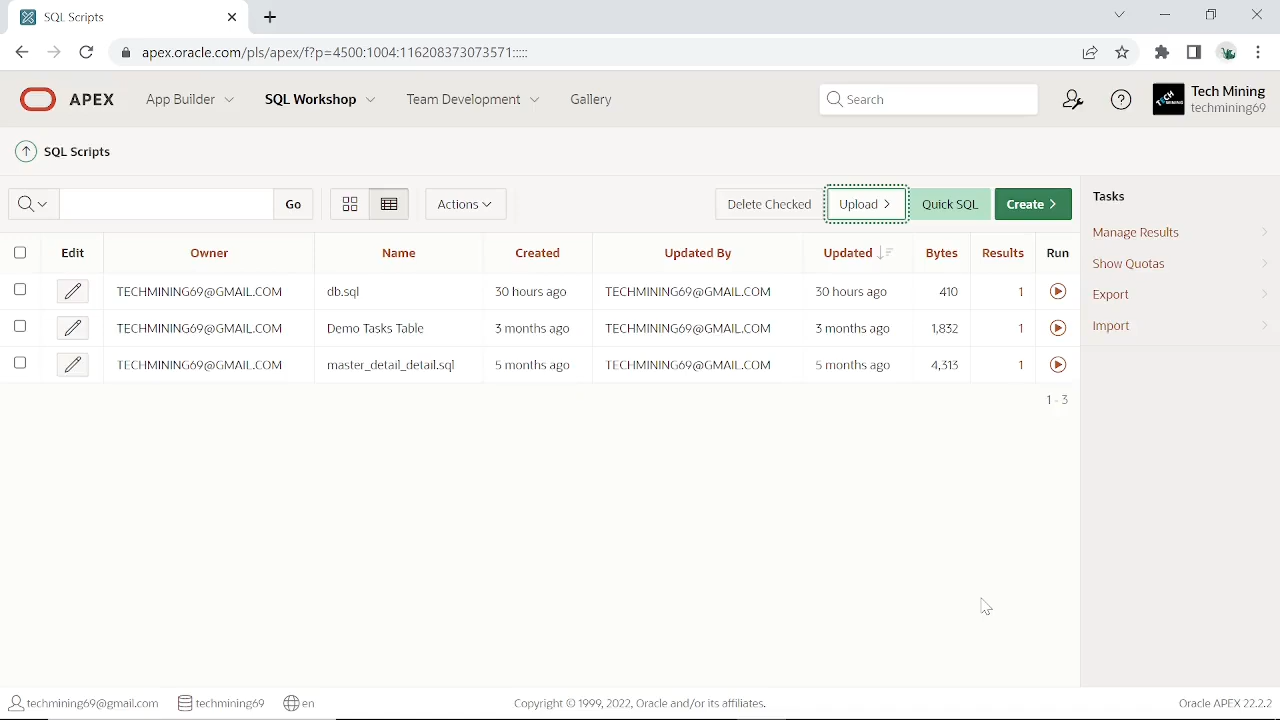 SQL Scripts
apex.oracle.com/pls/apex/f?p=4500:1004:116208373073571:::::
APEX App Builder SQL Workshop Team Development Gallery Search Tech Mining
techmining69
SQL Scripts
Go Actions Delete Checked Upload Quick SQL Create
Edit Owner Name Created Updated By Updated Bytes Results Run
TECHMINING69@GMAIL.COM db.sql 30 hours ago TECHMINING69@GMAIL.COM 30 hours ago 410 1
TECHMINING69@GMAIL.COM Demo Tasks Table 3 months ago TECHMINING69@GMAIL.COM 3 months ago 1,832 1
TECHMINING69@GMAIL.COM master_detail_detail.sql 5 months ago TECHMINING69@GMAIL.COM 5 months ago 4,313 1
1 - 3
Tasks
Manage Results
Show Quotas
Export
Import
techmining69@gmail.com techmining69 en Copyright © 1999, 2022, Oracle and/or its affiliates. Oracle APEX 22.2.2